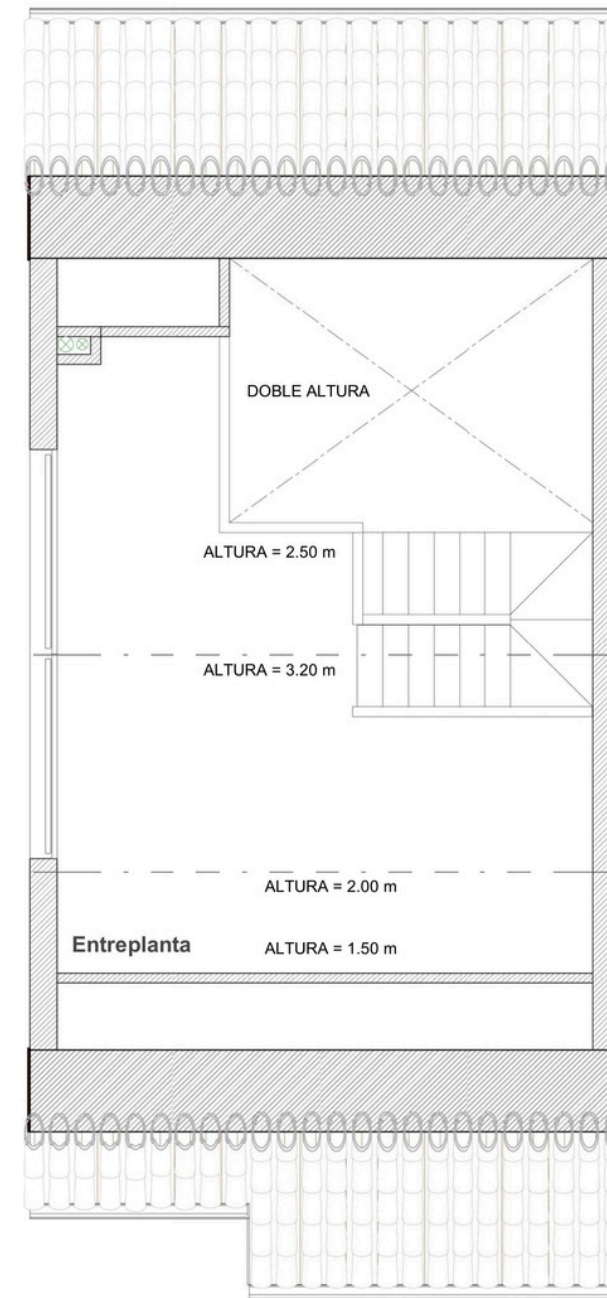 DOBLE ALTURA
ALTURA = 2.50 m
ALTURA = 3.20 m
ALTURA = 2.00 m
Entreplanta
ALTURA = 1.50 m